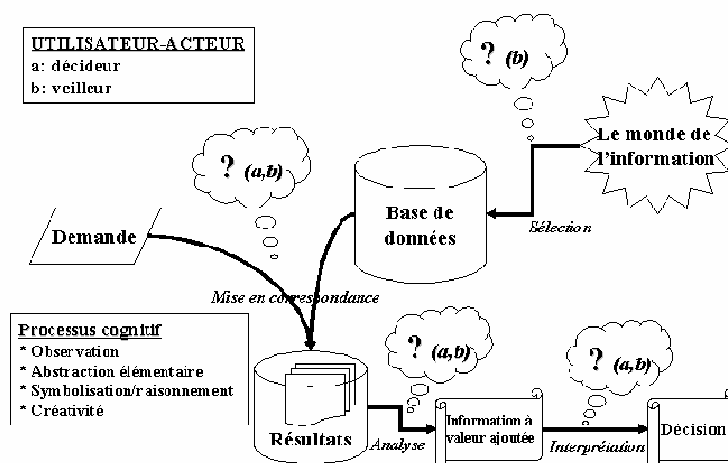 UTILISATEUR-ACTEUR
a: décideur
b: veilleur
? (b)
Le monde de
l'information
? (a,b)
Base de
données
Sélection
Demande
Mise en correspondance
Processus cognitif
* Observation
* Abstraction élémentaire
* Symbolisation/raisonnement
* Créativité
? (a,b)
? (a,b)
Résultats
Analyse
Information à
valeur ajoutée
Interprétation
Décision